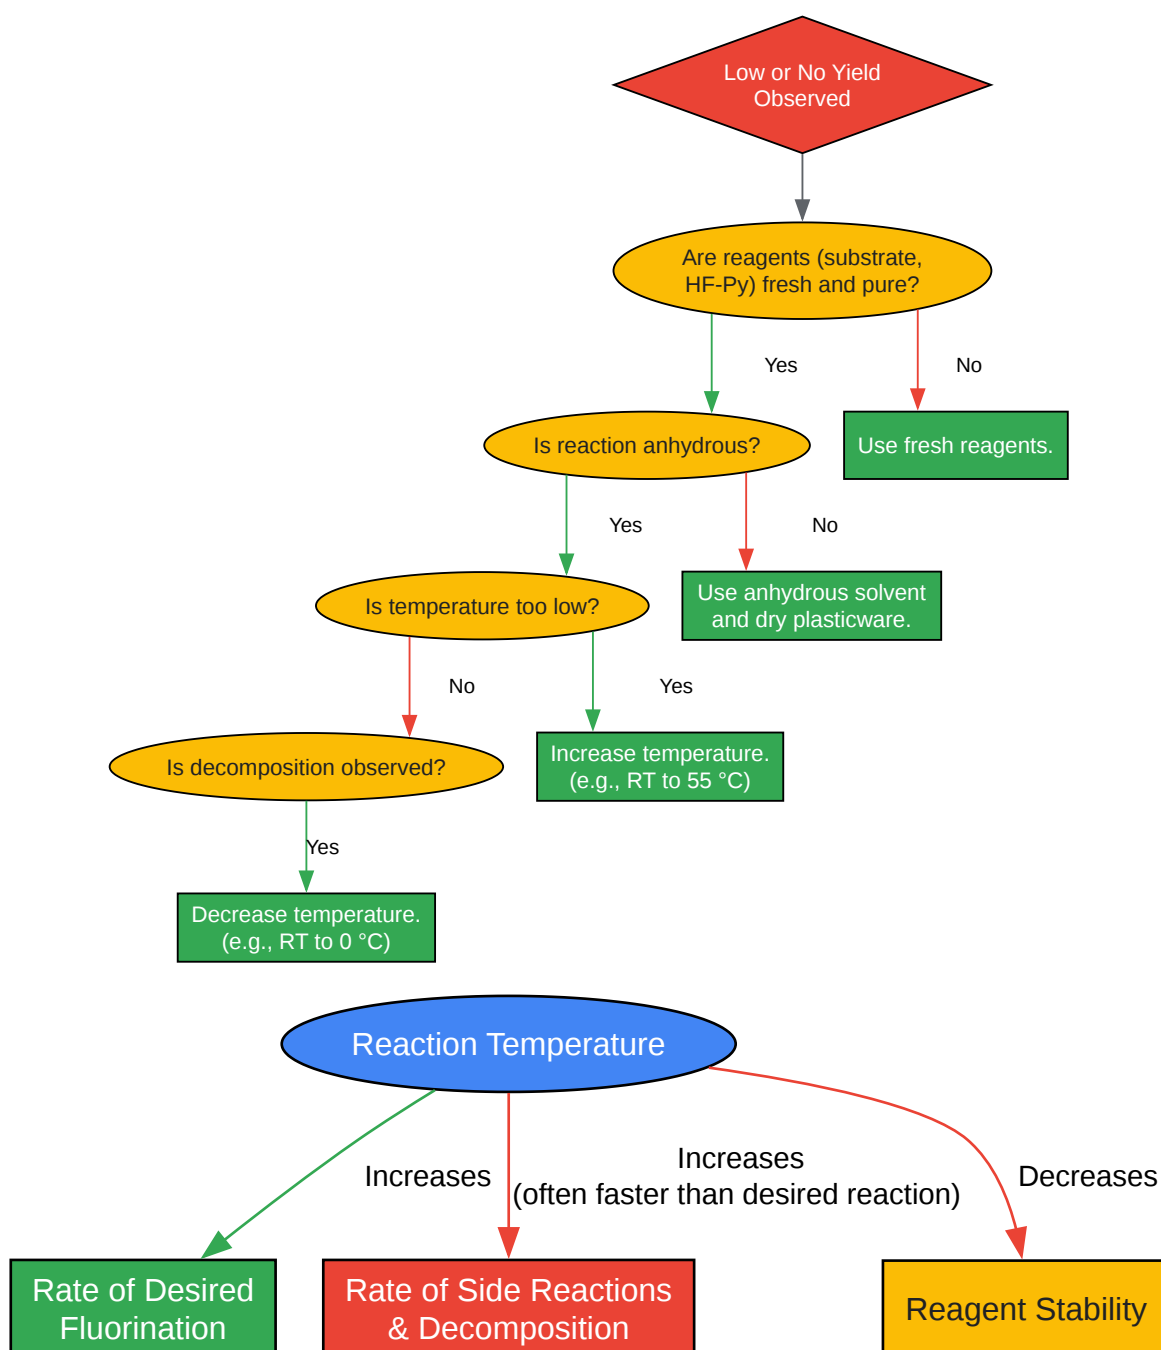 Low or No Yield
Observed
Are reagents (substrate,
HF-Py) fresh and pure?
Yes
No
Is reaction anhydrous?
Use fresh reagents.
Yes
No
Is temperature too low?
Use anhydrous solvent
and dry plasticware.
No
Yes
Is decomposition observed?
Increase temperature.
(e.g., RT to 55 °C)
Yes
Decrease temperature.
(e.g., RT to 0 °C)
Reaction Temperature
Increases
Increases
(often faster than desired reaction)
Decreases
Rate of Desired
Fluorination
Rate of Side Reactions
& Decomposition
Reagent Stability